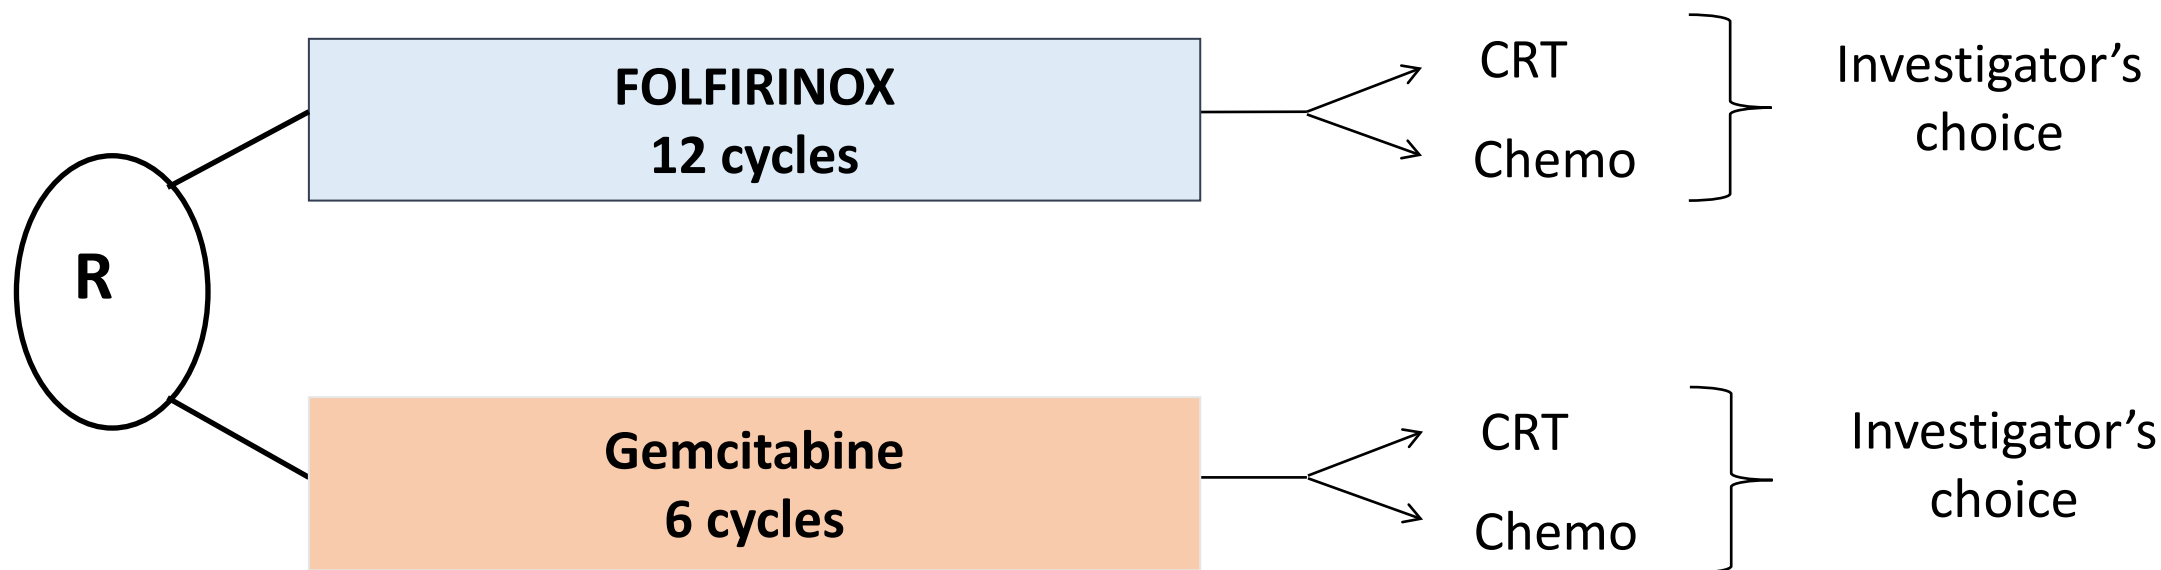 R
FOLFIRINOX
12 cycles
CRT
Chemo
Investigator’s
choice
Gemcitabine
6 cycles
CRT
Chemo
Investigator’s
choice